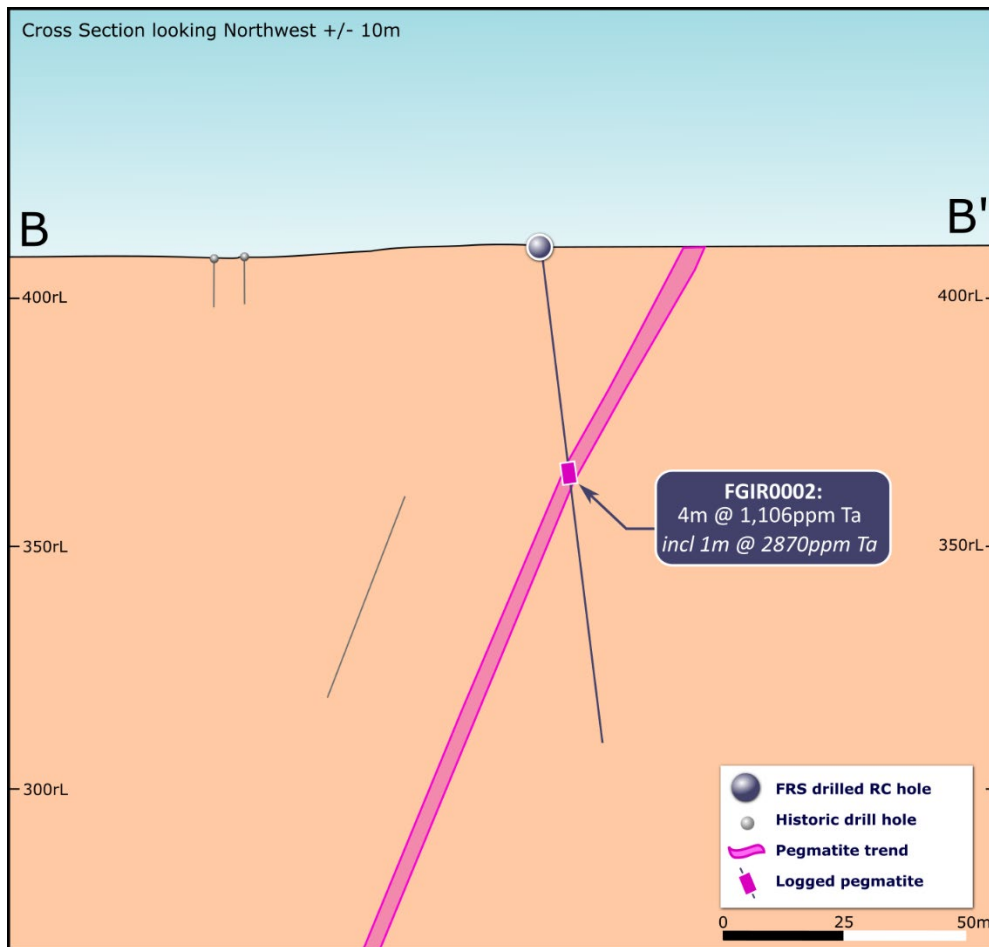 Cross Section looking Northwest +/- 10m
B
B'
400rL
400rL
FGIR0002:
4m @ 1,106ppm Ta
incl 1m @ 2870ppm Ta
350rL
350rL
300rL
FRS drilled RC hole
Historic drill hole
Pegmatite trend
Logged pegmatite
0
25
50m